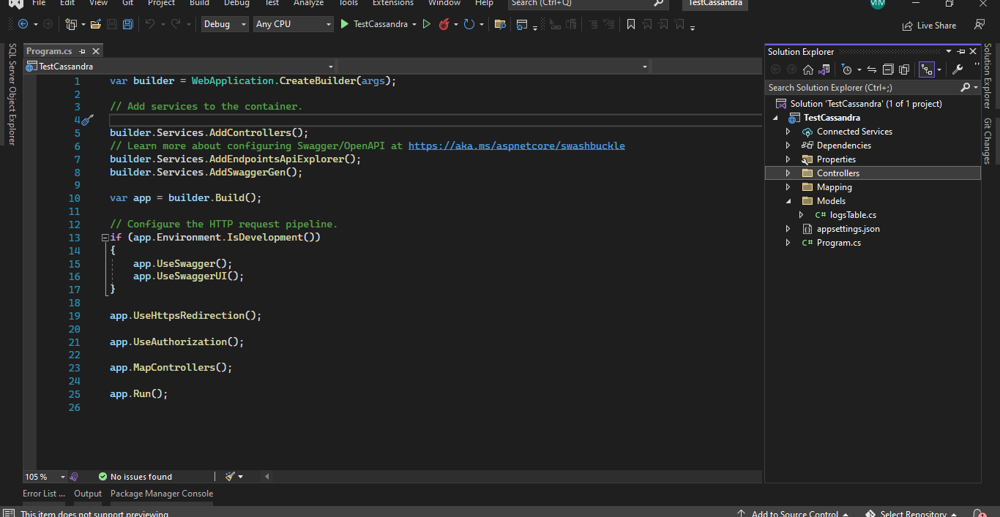 File Edit View Git Project Build Debug Test Analyze Tools Extensions Window Help Search (Ctrl+Q) TestCassandra MM
Debug Any CPU TestCassandra Live Share
SQL Server Object Explorer
Program.cs
TestCassandra
1 var builder = WebApplication.CreateBuilder(args);
2
3 // Add services to the container.
4
5 builder.Services.AddControllers();
6 // Learn more about configuring Swagger/OpenAPI at https://aka.ms/aspnetcore/swashbuckle
7 builder.Services.AddEndpointsApiExplorer();
8 builder.Services.AddSwaggerGen();
9
10 var app = builder.Build();
11
12 // Configure the HTTP request pipeline.
13 if (app.Environment.IsDevelopment())
14 {
15 app.UseSwagger();
16 app.UseSwaggerUI();
17 }
18
19 app.UseHttpsRedirection();
20
21 app.UseAuthorization();
22
23 app.MapControllers();
24
25 app.Run();
26
105 % No issues found
Solution Explorer
Search Solution Explorer (Ctrl+;)
Solution 'TestCassandra' (1 of 1 project)
TestCassandra
Connected Services
Dependencies
Properties
Controllers
Mapping
Models
C# logsTable.cs
appsettings.json
C# Program.cs
Solution Explorer
Git Changes
Error List ... Output Package Manager Console
This item does not support previewing Add to Source Control Select Repository 1